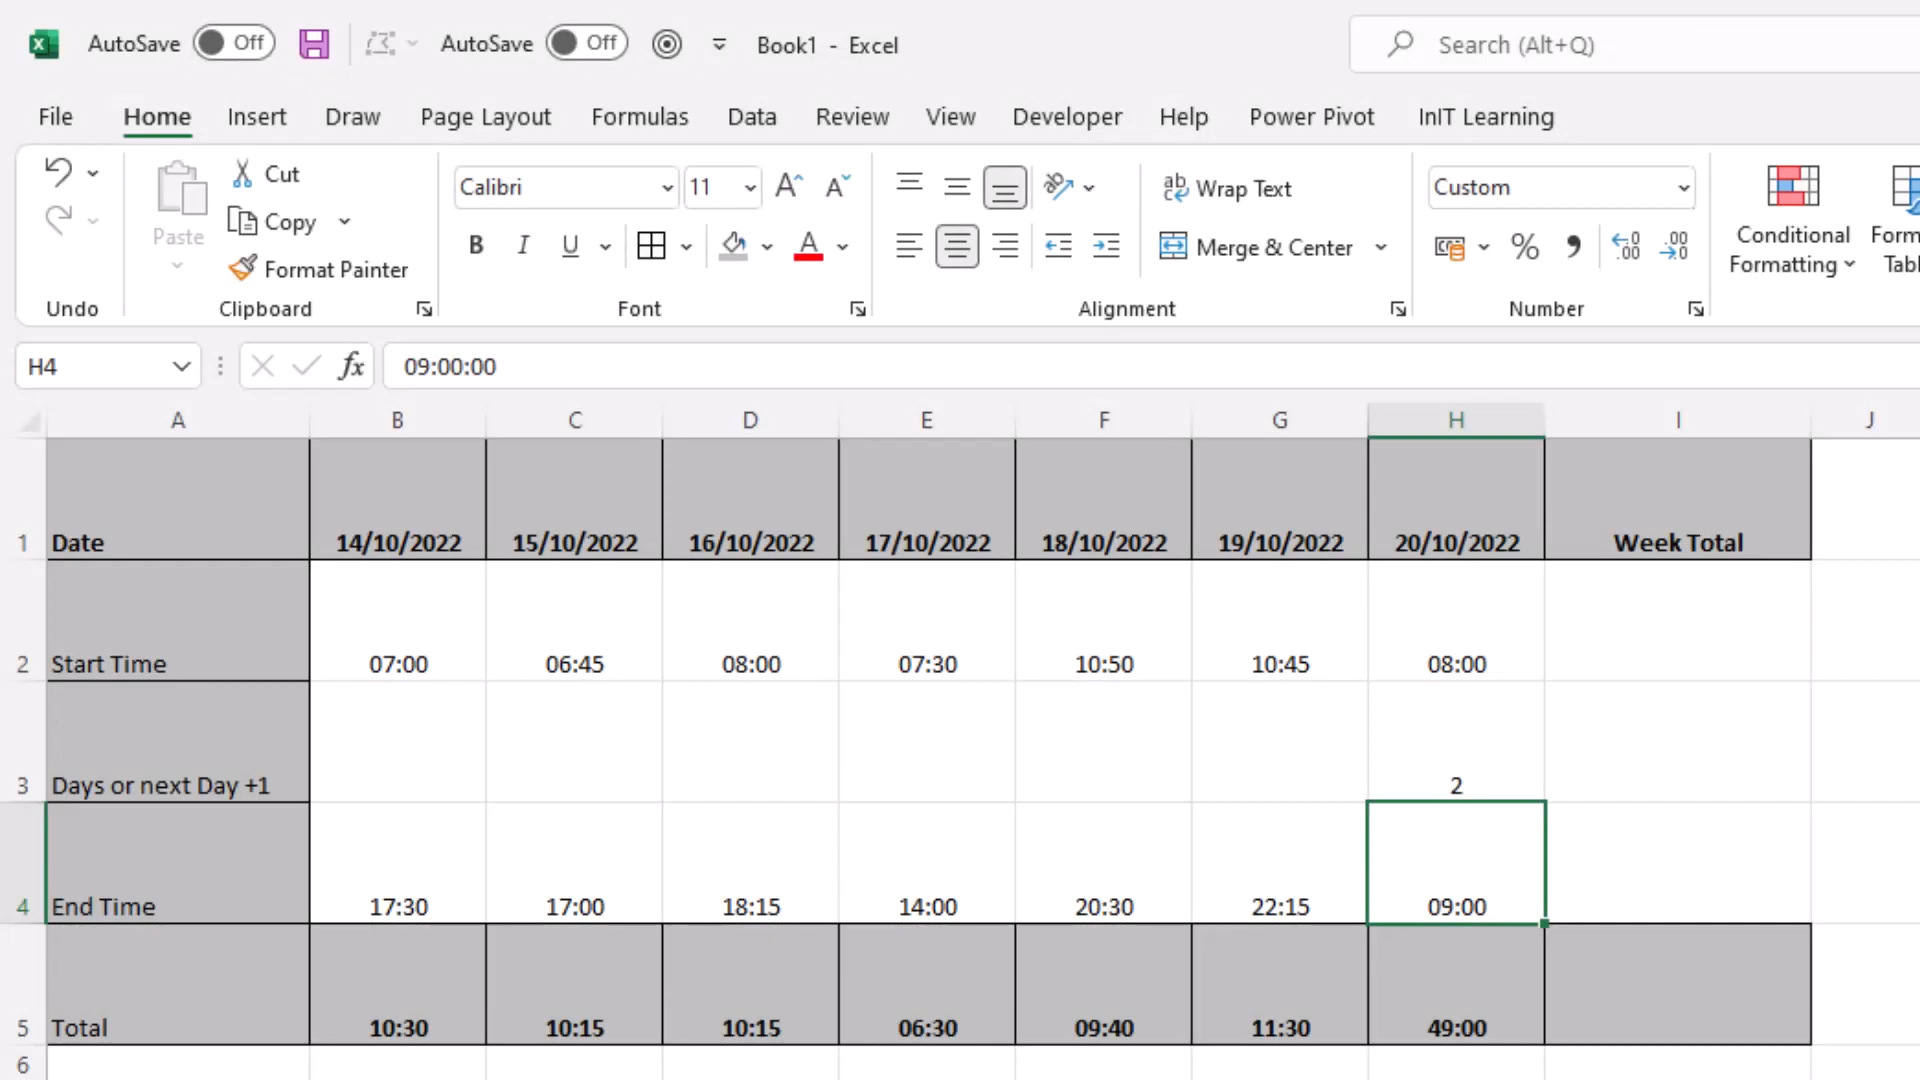 AutoSave Off AutoSave Off Book1 - Excel Search (Alt+Q)
File Home Insert Draw Page Layout Formulas Data Review View Developer Help Power Pivot InIT Learning
Cut
Copy
Format Painter
Paste
Undo
Clipboard
Calibri 11
B I U A
Font
ab Wrap Text
Merge & Center
Alignment
Custom
%
Number
Conditional
Formatting
Form
Tabl
H4 fx 09:00:00
A B C D E F G H I J
1 Date 14/10/2022 15/10/2022 16/10/2022 17/10/2022 18/10/2022 19/10/2022 20/10/2022 Week Total
2 Start Time 07:00 06:45 08:00 07:30 10:50 10:45 08:00
3 Days or next Day +1 2
4 End Time 17:30 17:00 18:15 14:00 20:30 22:15 09:00
5 Total 10:30 10:15 10:15 06:30 09:40 11:30 49:00
6